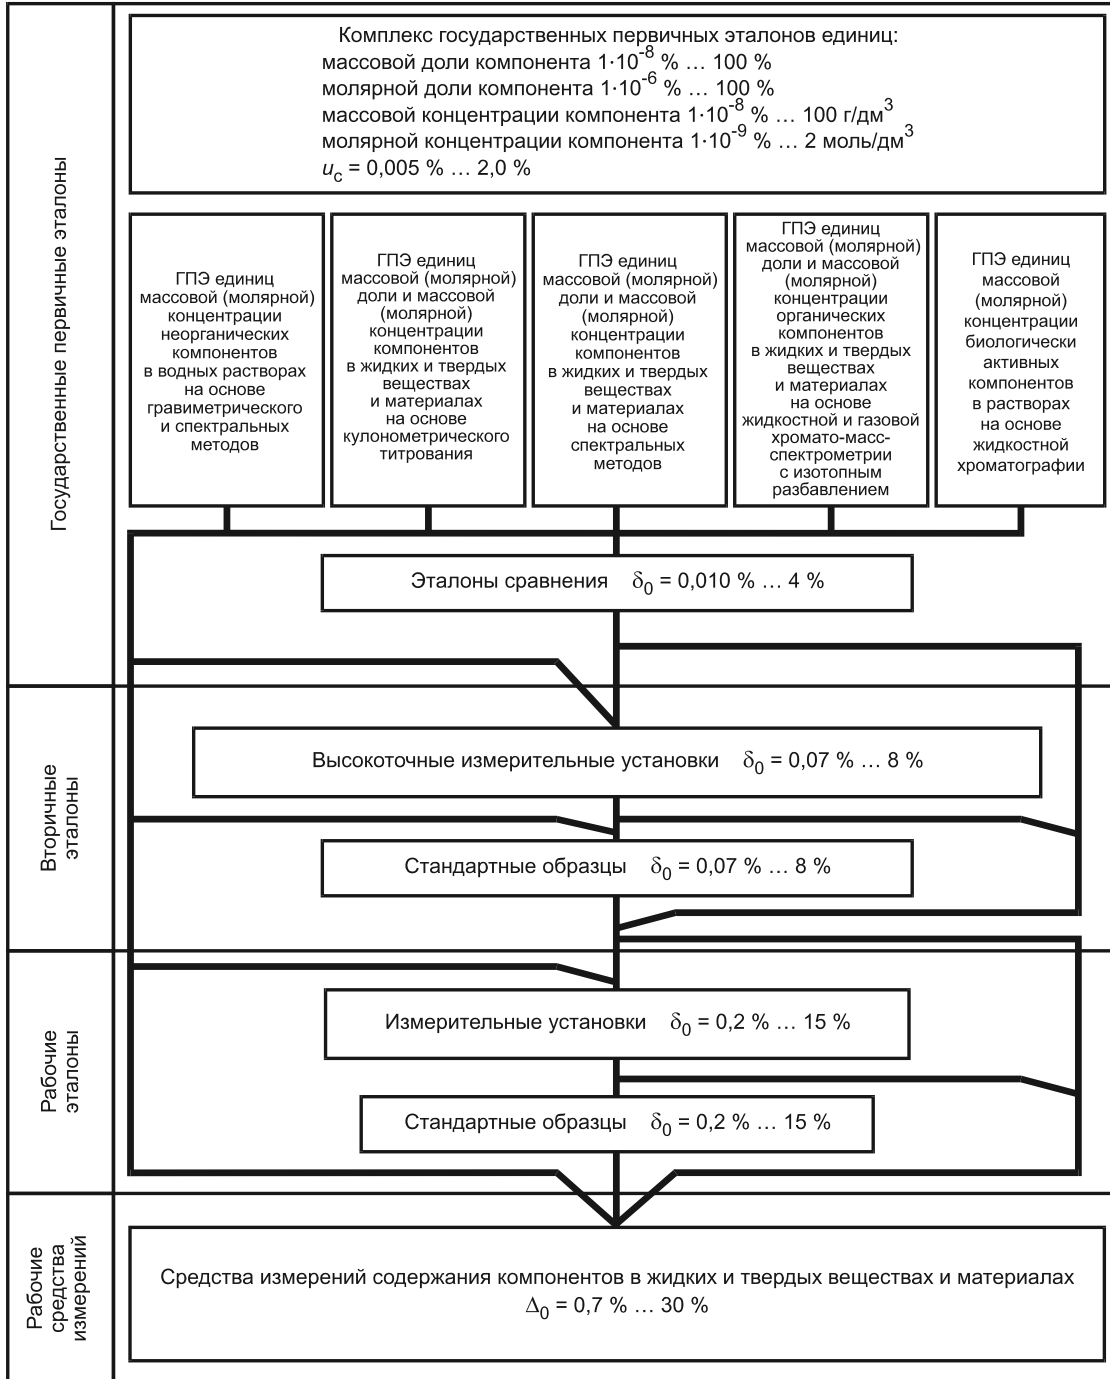 Государственные первичные эталоны
Комплекс государственных первичных эталонов единиц:
массовой доли компонента 1·10⁻⁸ % … 100 %
молярной доли компонента 1·10⁻⁶ % … 100 %
массовой концентрации компонента 1·10⁻⁸ % … 100 г/дм³
молярной концентрации компонента 1·10⁻⁹ % … 2 моль/дм³
u_c = 0,005 % … 2,0 %
ГПЭ единиц
массовой (молярной)
концентрации
неорганических
компонентов
в водных растворах
на основе
гравиметрического
и спектральных
методов
ГПЭ единиц
массовой (молярной)
доли и массовой
(молярной)
концентрации
компонентов
в жидких и твердых
веществах
и материалах
на основе
кулонометрического
титрования
ГПЭ единиц
массовой (молярной)
доли и массовой
(молярной)
концентрации
компонентов
в жидких и твердых
веществах
и материалах
на основе
спектральных
методов
ГПЭ единиц
массовой (молярной)
доли и массовой
(молярной)
концентрации
органических
компонентов
в жидких и твердых
веществах
и материалах
на основе
жидкостной и газовой
хромато-масс-
спектрометрии
с изотопным
разбавлением
ГПЭ единиц
массовой
(молярной)
концентрации
биологически
активных
компонентов
в растворах
на основе
жидкостной
хроматографии
Эталоны сравнения δ₀ = 0,010 % … 4 %
Вторичные
эталоны
Высокоточные измерительные установки δ₀ = 0,07 % … 8 %
Стандартные образцы δ₀ = 0,07 % … 8 %
Рабочие
эталоны
Измерительные установки δ₀ = 0,2 % … 15 %
Стандартные образцы δ₀ = 0,2 % … 15 %
Рабочие
средства
измерений
Средства измерений содержания компонентов в жидких и твердых веществах и материалах
Δ₀ = 0,7 % … 30 %